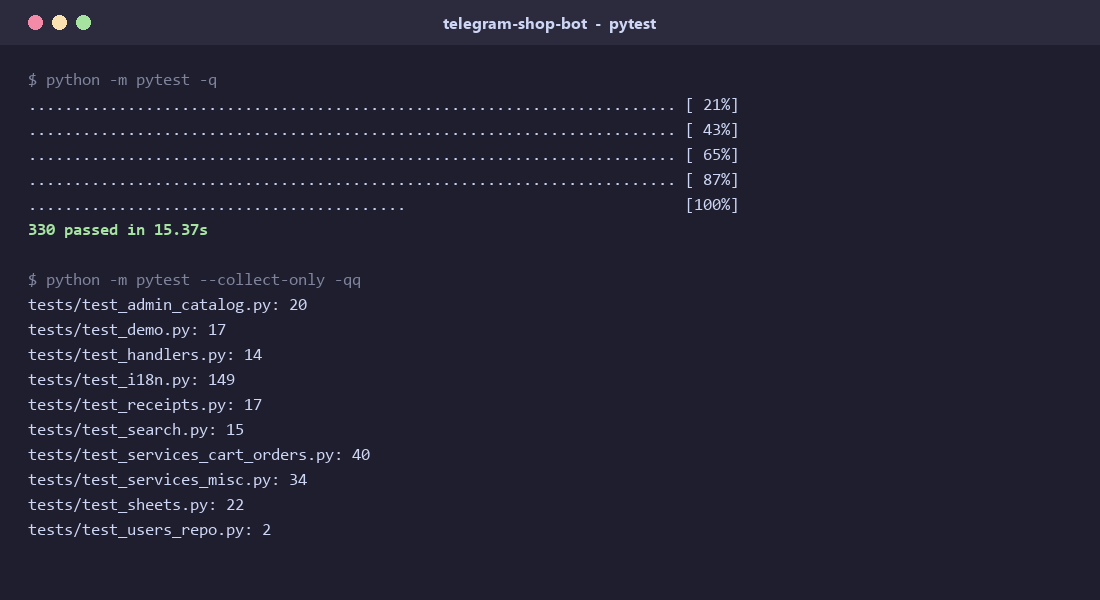 telegram-shop-bot - pytest
$ python -m pytest -q
........................................................................ [ 21%]
........................................................................ [ 43%]
........................................................................ [ 65%]
........................................................................ [ 87%]
..........................................                               [100%]
330 passed in 15.37s
$ python -m pytest --collect-only -qq
tests/test_admin_catalog.py: 20
tests/test_demo.py: 17
tests/test_handlers.py: 14
tests/test_i18n.py: 149
tests/test_receipts.py: 17
tests/test_search.py: 15
tests/test_services_cart_orders.py: 40
tests/test_services_misc.py: 34
tests/test_sheets.py: 22
tests/test_users_repo.py: 2